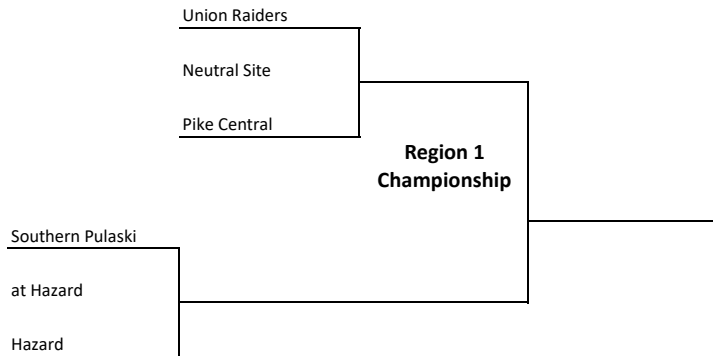 Union Raiders
Neutral Site
Pike Central
Region 1
Championship
Southern Pulaski
at Hazard
Hazard